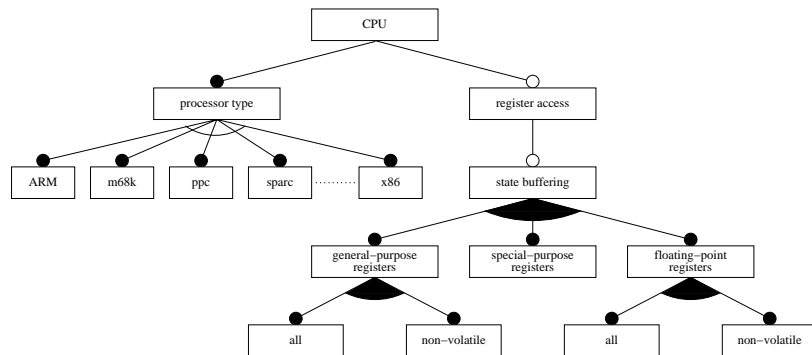 CPU
processor type
register access
ARM
m68k
ppc
sparc
x86
state buffering
general−purpose
registers
special−purpose
registers
floating−point
registers
all
non−volatile
all
non−volatile